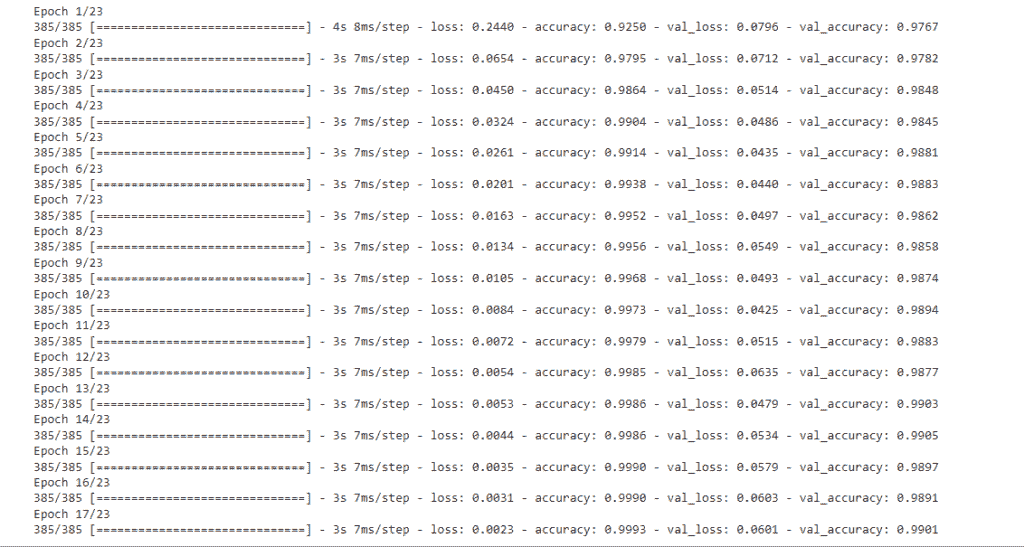 Epoch 1/23
385/385 [==============================] - 4s 8ms/step - loss: 0.2440 - accuracy: 0.9250 - val_loss: 0.0796 - val_accuracy: 0.9767
Epoch 2/23
385/385 [==============================] - 3s 7ms/step - loss: 0.0654 - accuracy: 0.9795 - val_loss: 0.0712 - val_accuracy: 0.9782
Epoch 3/23
385/385 [==============================] - 3s 7ms/step - loss: 0.0450 - accuracy: 0.9864 - val_loss: 0.0514 - val_accuracy: 0.9848
Epoch 4/23
385/385 [==============================] - 3s 7ms/step - loss: 0.0324 - accuracy: 0.9904 - val_loss: 0.0486 - val_accuracy: 0.9845
Epoch 5/23
385/385 [==============================] - 3s 7ms/step - loss: 0.0261 - accuracy: 0.9914 - val_loss: 0.0435 - val_accuracy: 0.9881
Epoch 6/23
385/385 [==============================] - 3s 7ms/step - loss: 0.0201 - accuracy: 0.9938 - val_loss: 0.0440 - val_accuracy: 0.9883
Epoch 7/23
385/385 [==============================] - 3s 7ms/step - loss: 0.0163 - accuracy: 0.9952 - val_loss: 0.0497 - val_accuracy: 0.9862
Epoch 8/23
385/385 [==============================] - 3s 7ms/step - loss: 0.0134 - accuracy: 0.9956 - val_loss: 0.0549 - val_accuracy: 0.9858
Epoch 9/23
385/385 [==============================] - 3s 7ms/step - loss: 0.0105 - accuracy: 0.9968 - val_loss: 0.0493 - val_accuracy: 0.9874
Epoch 10/23
385/385 [==============================] - 3s 7ms/step - loss: 0.0084 - accuracy: 0.9973 - val_loss: 0.0425 - val_accuracy: 0.9894
Epoch 11/23
385/385 [==============================] - 3s 7ms/step - loss: 0.0072 - accuracy: 0.9979 - val_loss: 0.0515 - val_accuracy: 0.9883
Epoch 12/23
385/385 [==============================] - 3s 7ms/step - loss: 0.0054 - accuracy: 0.9985 - val_loss: 0.0635 - val_accuracy: 0.9877
Epoch 13/23
385/385 [==============================] - 3s 7ms/step - loss: 0.0053 - accuracy: 0.9986 - val_loss: 0.0479 - val_accuracy: 0.9903
Epoch 14/23
385/385 [==============================] - 3s 7ms/step - loss: 0.0044 - accuracy: 0.9986 - val_loss: 0.0534 - val_accuracy: 0.9905
Epoch 15/23
385/385 [==============================] - 3s 7ms/step - loss: 0.0035 - accuracy: 0.9990 - val_loss: 0.0579 - val_accuracy: 0.9897
Epoch 16/23
385/385 [==============================] - 3s 7ms/step - loss: 0.0031 - accuracy: 0.9990 - val_loss: 0.0603 - val_accuracy: 0.9891
Epoch 17/23
385/385 [==============================] - 3s 7ms/step - loss: 0.0023 - accuracy: 0.9993 - val_loss: 0.0601 - val_accuracy: 0.9901